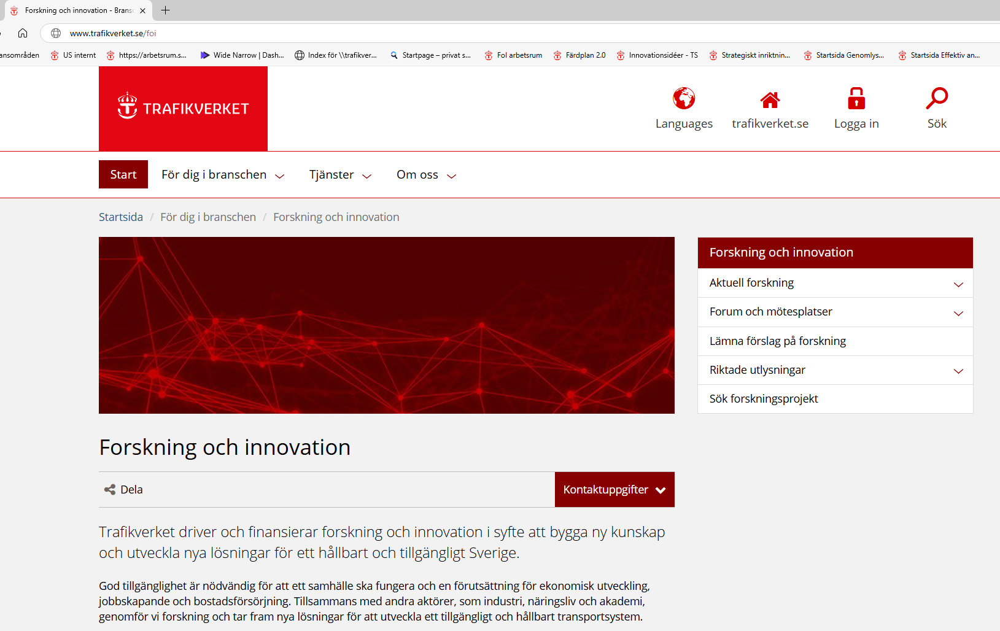 Forskning och innovation - Bransc
www.trafikverket.se/foi
ansområden US internt https://arbetsrum.s... Wide Narrow | Dash... Index för \\trafikver... Startpage – privat s... FoI arbetsrum Färdplan 2.0 Innovationsidéer - TS Strategiskt inriktnin... Startsida Genomlys... Startsida Effektiv an...
TRAFIKVERKET
Languages trafikverket.se Logga in Sök
Start För dig i branschen Tjänster Om oss
Startsida / För dig i branschen / Forskning och innovation
Forskning och innovation
Aktuell forskning
Forum och mötesplatser
Lämna förslag på forskning
Riktade utlysningar
Sök forskningsprojekt
Forskning och innovation
Dela Kontaktuppgifter
Trafikverket driver och finansierar forskning och innovation i syfte att bygga ny kunskap
och utveckla nya lösningar för ett hållbart och tillgängligt Sverige.
God tillgänglighet är nödvändig för att ett samhälle ska fungera och en förutsättning för ekonomisk utveckling,
jobbskapande och bostadsförsörjning. Tillsammans med andra aktörer, som industri, näringsliv och akademi,
genomför vi forskning och tar fram nya lösningar för att utveckla ett tillgängligt och hållbart transportsystem.